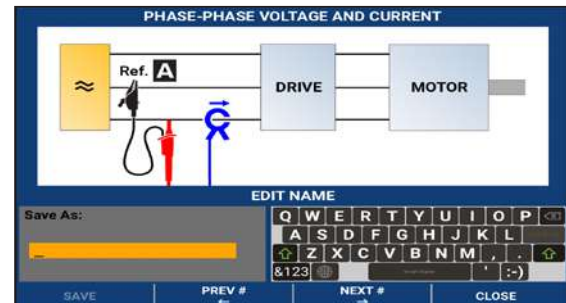 PHASE-PHASE VOLTAGE AND CURRENT
≈
Ref. A
DRIVE
MOTOR
EDIT NAME
Save As:
_
Q W E R T Y U I O P
A S D F G H J K L
Z X C V B N M , .
&123 ' :-)
SAVE
PREV #
←
NEXT #
→
CLOSE